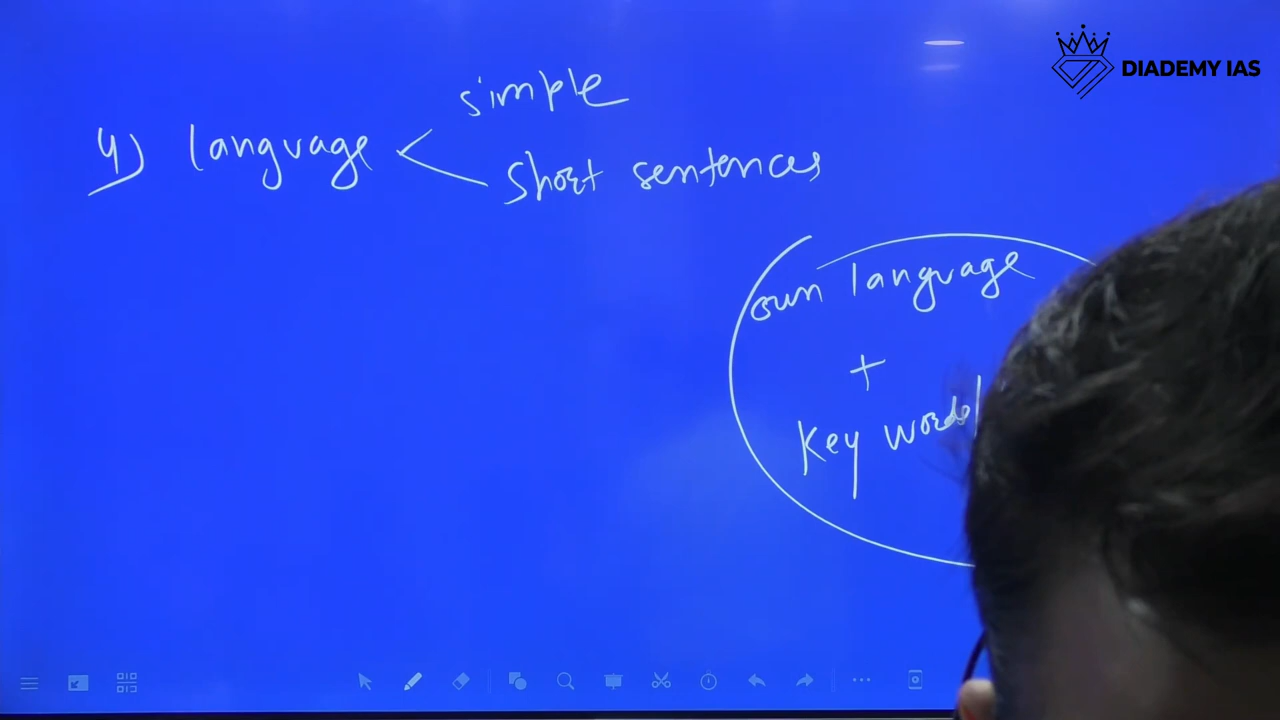 DIADEMY IAS
simple
4) language
short sentences
own language
+
Key words